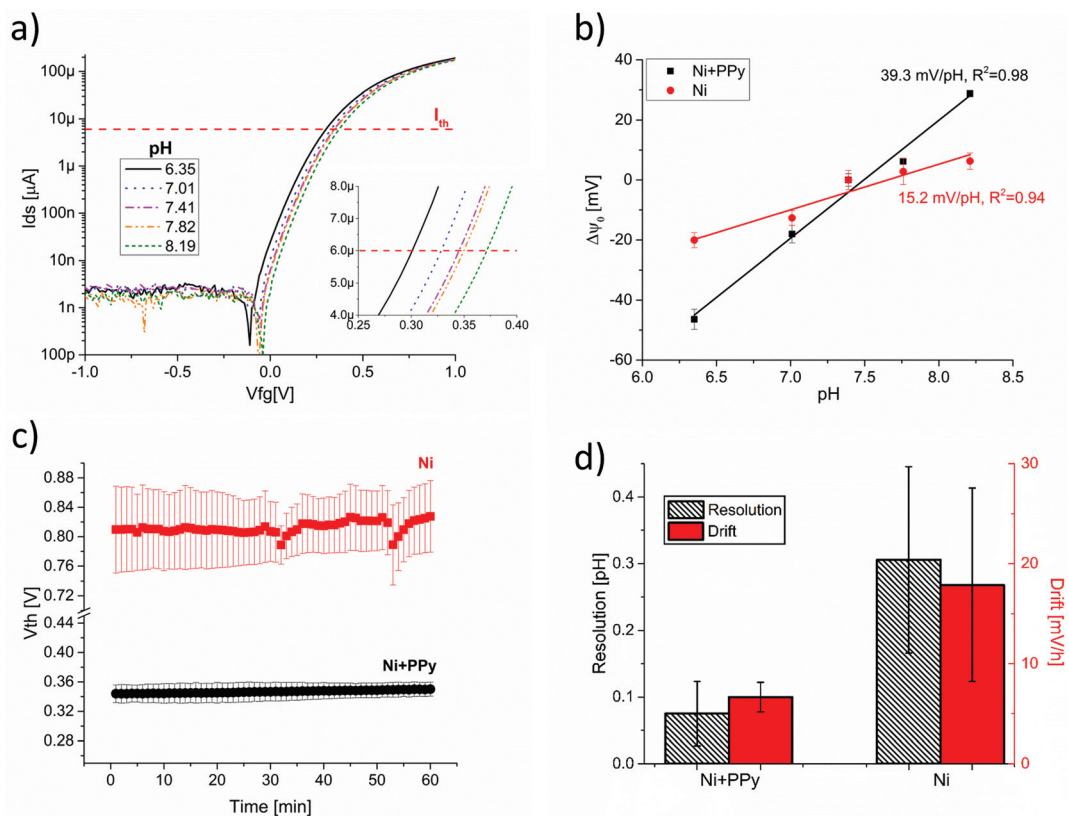 a)
Ids [µA]
100µ
10µ
1µ
100n
10n
1n
100p
I_th
pH
6.35
7.01
7.41
7.82
8.19
8.0µ
7.0µ
6.0µ
5.0µ
4.0µ
0.25 0.30 0.35 0.40
-1.0 -0.5 0.0 0.5 1.0
Vfg[V]
b)
Δψ₀ [mV]
40
20
0
-20
-40
-60
Ni+PPy
Ni
39.3 mV/pH, R²=0.98
15.2 mV/pH, R²=0.94
6.0 6.5 7.0 7.5 8.0 8.5
pH
c)
Vth [V]
0.88
0.84
0.80
0.76
0.72
0.44
0.40
0.36
0.32
0.28
Ni
Ni+PPy
0 10 20 30 40 50 60
Time [min]
d)
Resolution [pH]
0.4
0.3
0.2
0.1
0.0
Resolution
Drift
30
20
10
0
Drift [mV/h]
Ni+PPy Ni